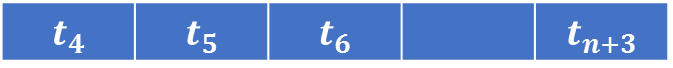 t₄ t₅ t₆ tₙ₊₃